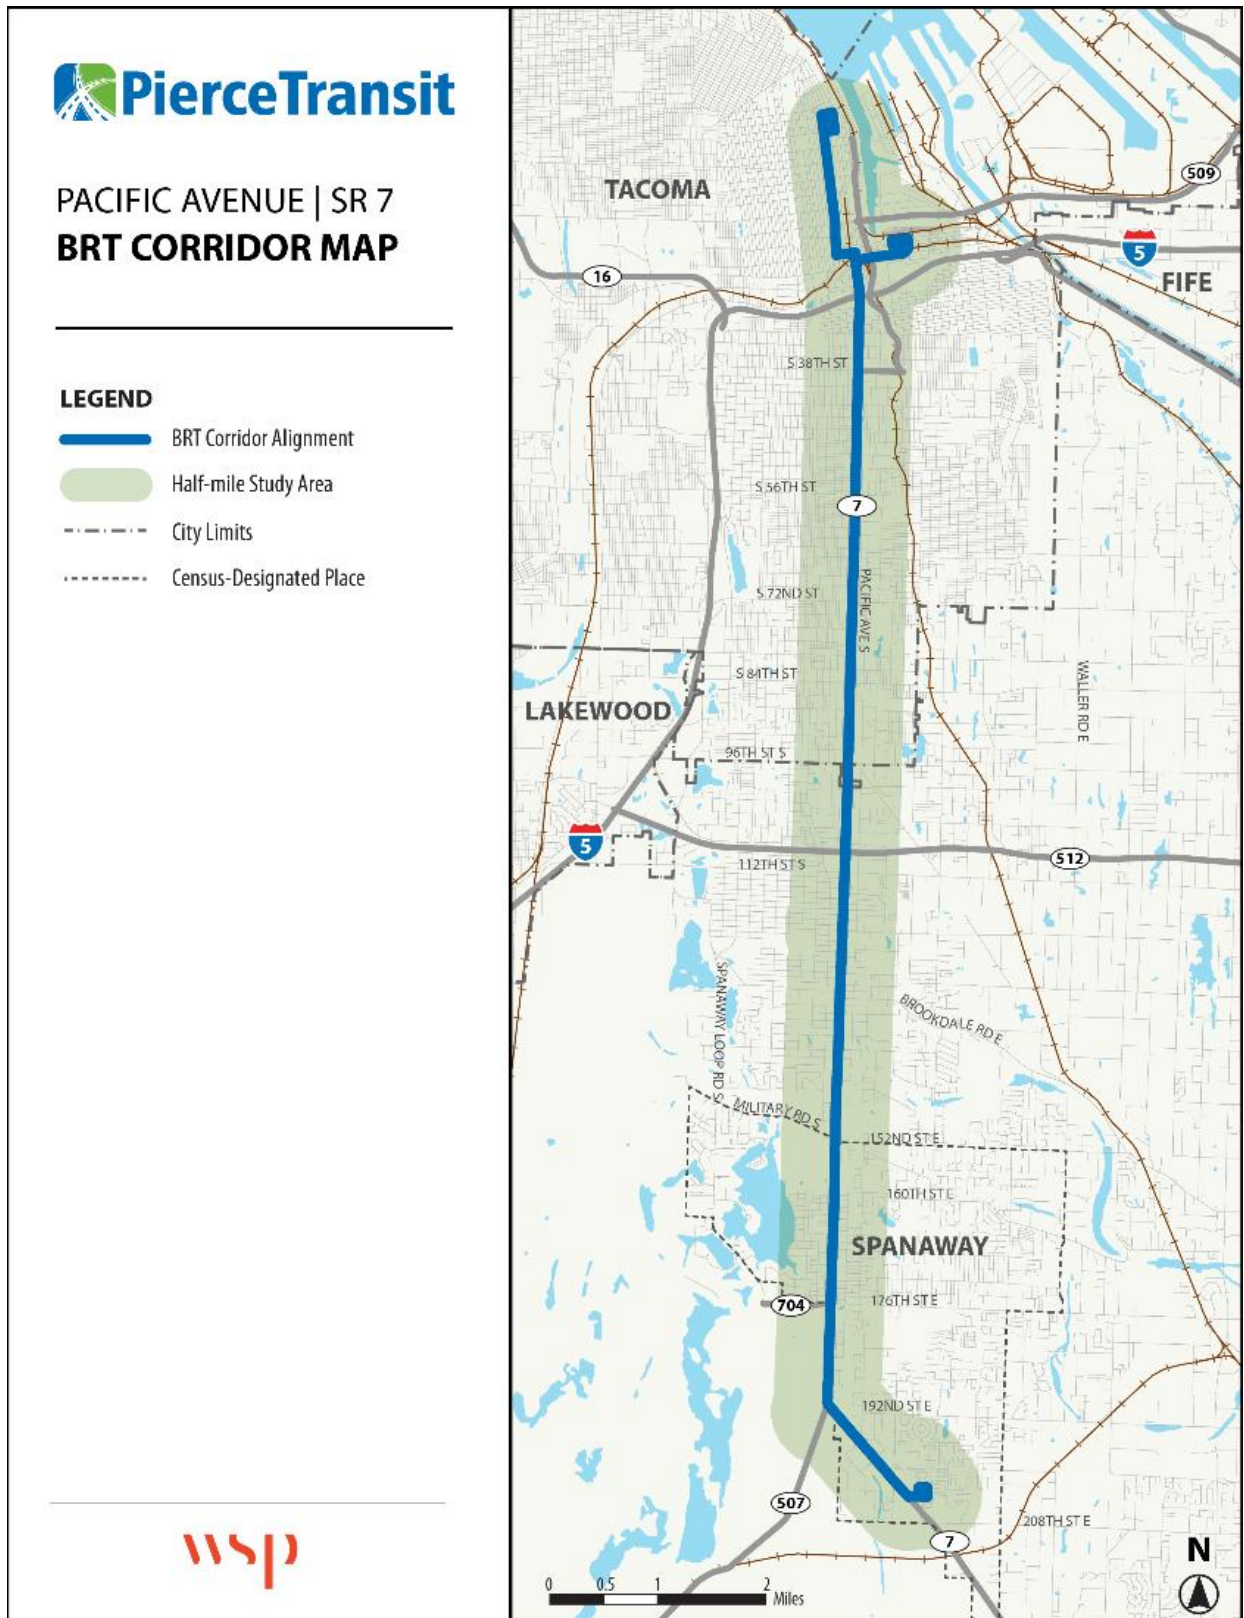 PierceTransit
PACIFIC AVENUE | SR 7
BRT CORRIDOR MAP
LEGEND
BRT Corridor Alignment
Half-mile Study Area
City Limits
Census-Designated Place
wsp
TACOMA
509
5
FIFE
16
S 38TH ST
S 56TH ST
7
PACIFIC AVE S
S 72ND ST
S 84TH ST
WALLER RD E
LAKEWOOD
96TH ST S
5
512
112TH ST S
SPANAWAY LOOP RD S
BROOKDALE RD E
MILITARY RD S
152ND ST E
160TH ST E
SPANAWAY
176TH ST E
704
192ND ST E
507
208TH ST E
7
N
0 0.5 1 2
Miles